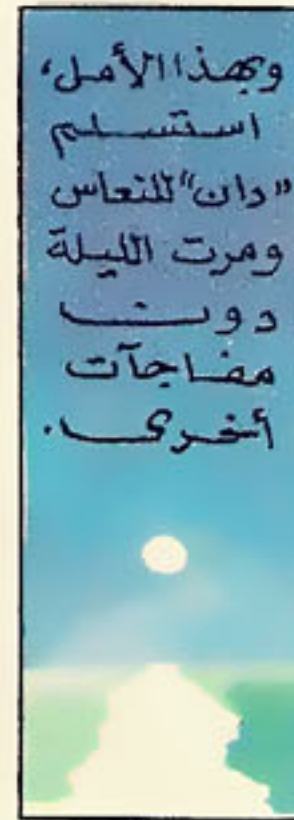 وبهذا الأمل،
استسلم
"دان" للنعاس
ومرت الليلة
دون
مفاجآت
أخرى.